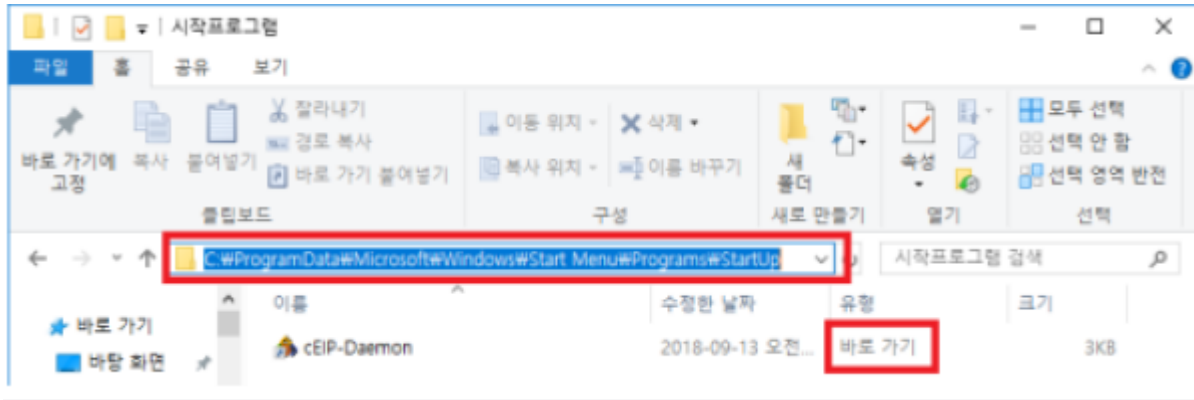 시작프로그램
파일 홈 공유 보기
바로 가기에 고정
복사
붙여넣기
잘라내기
경로 복사
바로 가기 붙여넣기
클립보드
이동 위치
복사 위치
삭제
이름 바꾸기
구성
새 폴더
새로 만들기
속성
열기
모두 선택
선택 안 함
선택 영역 반전
선택
C:₩ProgramData₩Microsoft₩Windows₩Start Menu₩Programs₩StartUp
시작프로그램 검색
바로 가기
바탕 화면
이름 수정한 날짜 유형 크기
cEIP-Daemon 2018-09-13 오전... 바로 가기 3KB